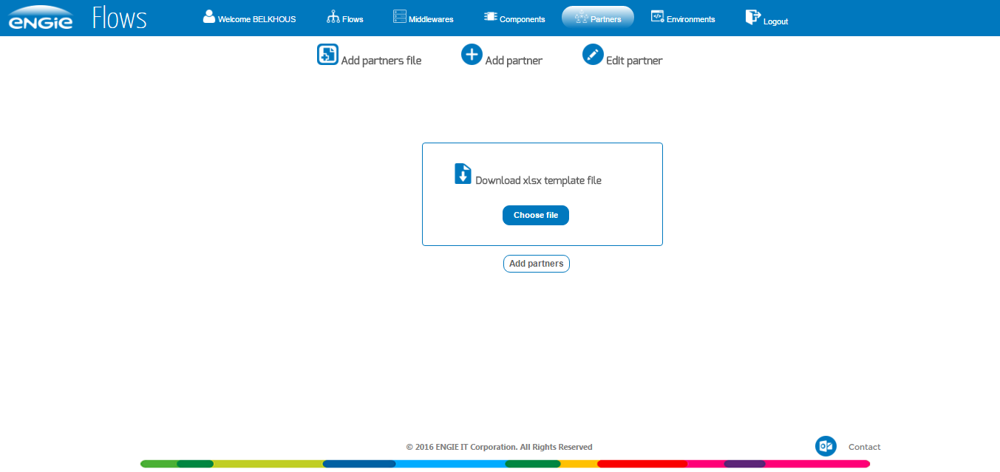 ENGIE Flows Welcome BELKHOUS Flows Middlewares Components Partners Environments Logout
Add partners file Add partner Edit partner
Download xlsx template file
Choose file
Add partners
© 2016 ENGIE IT Corporation. All Rights Reserved Contact